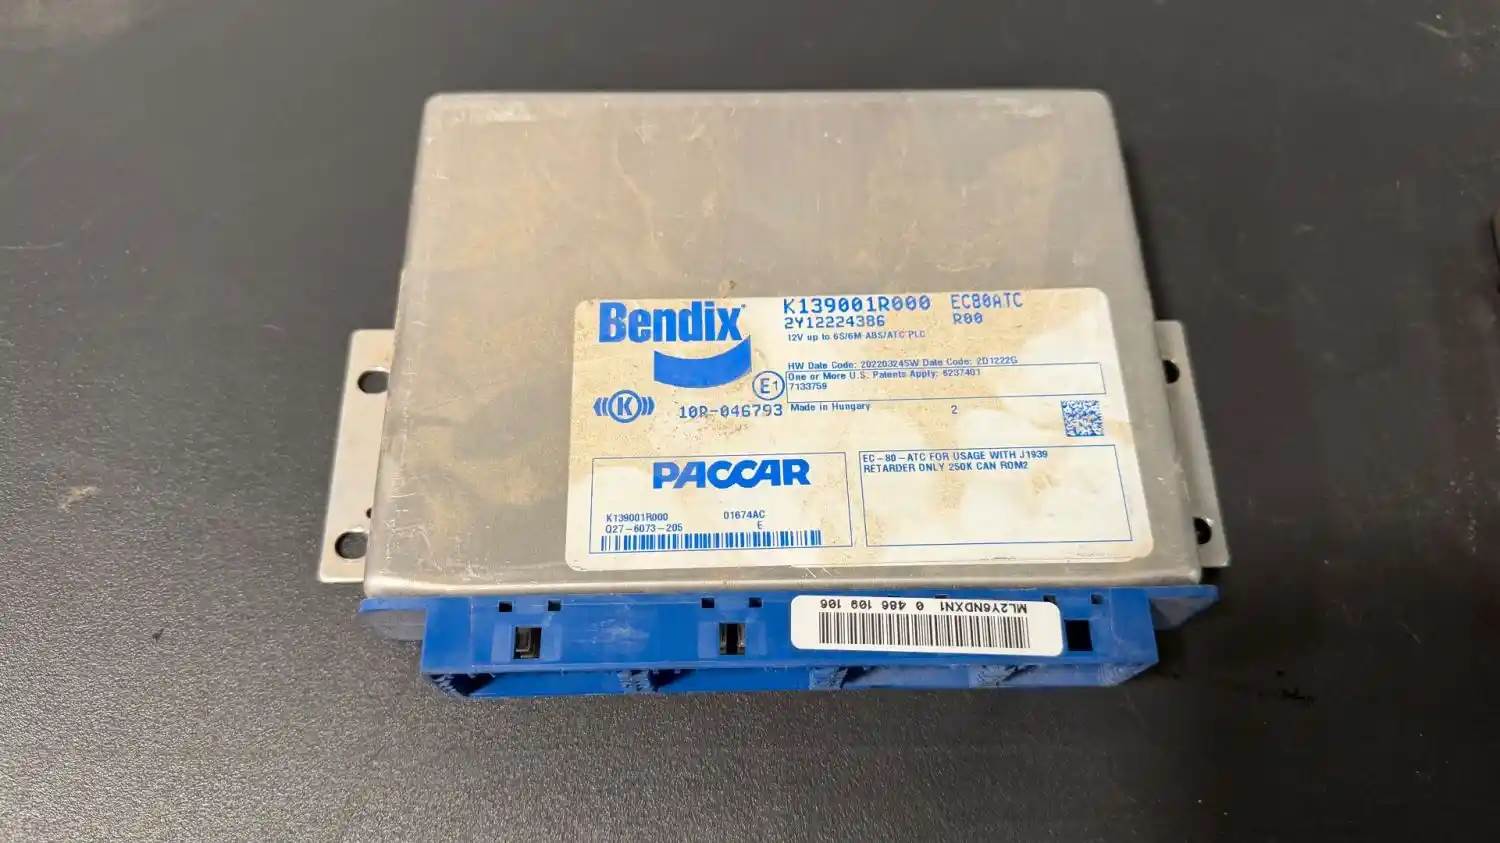 Bendix
K139001R000 EC80ATC
2Y12224386 R00
12V up to 6S/6M ABS/ATC PLC
HW Date Code: 20220324SW Date Code: 2D1222G
One or More U.S. Patents Apply: 6237401
7133759
E1
K
10R-046793
Made in Hungary 2
PACCAR
K139001R000 01674AC
Q27-6073-205 E
EC-80-ATC FOR USAGE WITH J1939
RETARDER ONLY 250K CAN ROM2
ML2Y6NDXN1 0 486 109 106